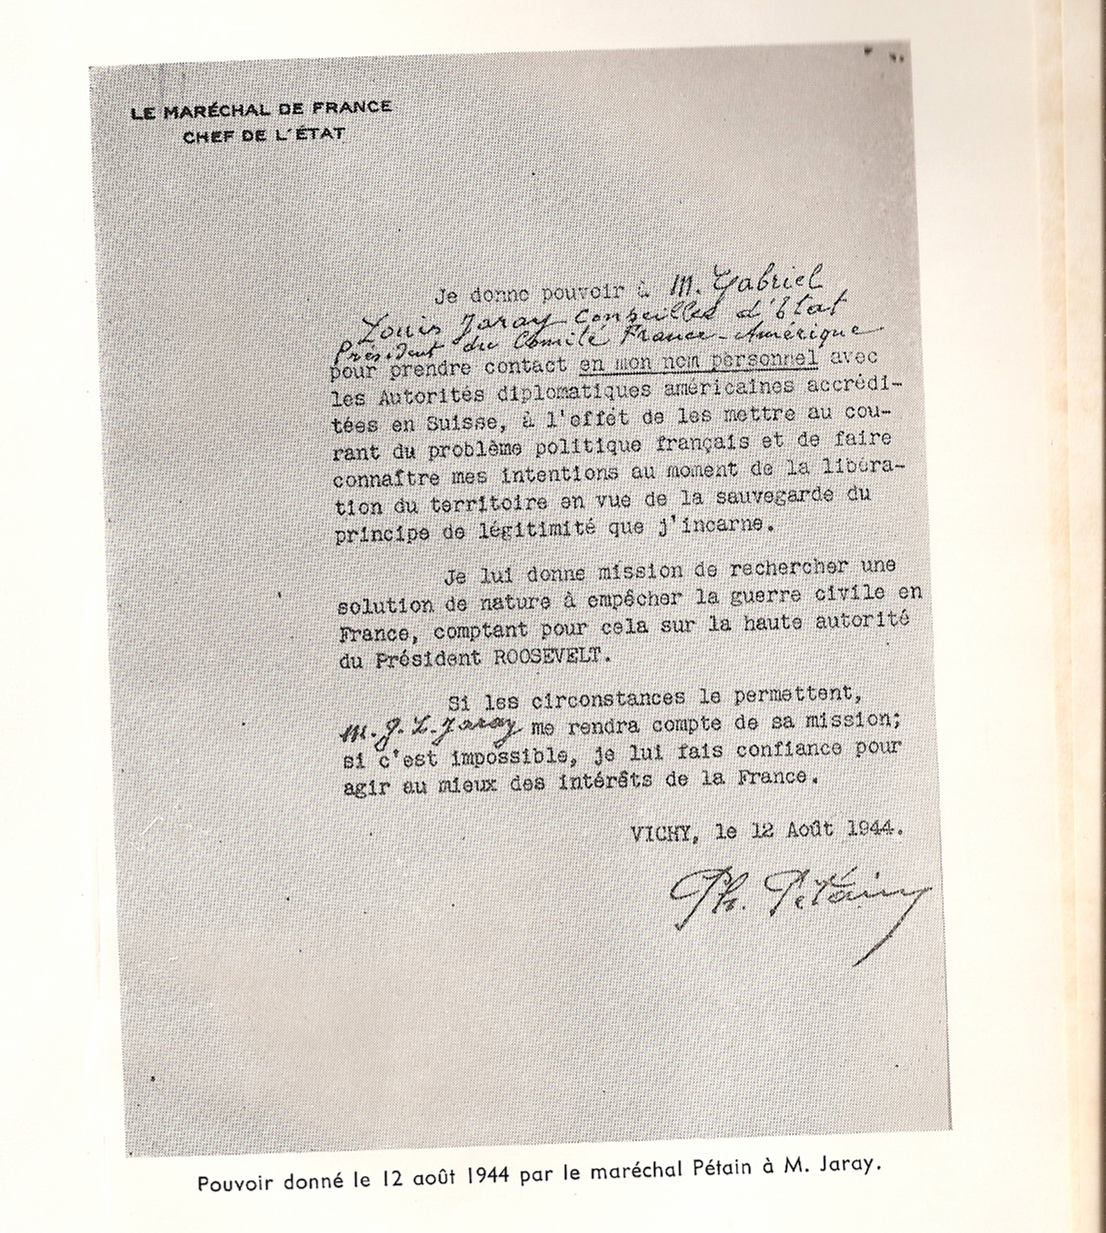 LE MARÉCHAL DE FRANCE
CHEF DE L'ÉTAT
Je donne pouvoir à M. Gabriel
Louis Jaray Conseiller d'Etat
Président du Comité France-Amérique
pour prendre contact en mon nom personnel avec
les Autorités diplomatiques américaines accrédi-
tées en Suisse, à l'effet de les mettre au cou-
rant du problème politique français et de faire
connaître mes intentions au moment de la libéra-
tion du territoire en vue de la sauvegarde du
principe de légitimité que j'incarne.
Je lui donne mission de rechercher une
solution de nature à empêcher la guerre civile en
France, comptant pour cela sur la haute autorité
du Président ROOSEVELT.
Si les circonstances le permettent,
M. G. L. Jaray me rendra compte de sa mission;
si c'est impossible, je lui fais confiance pour
agir au mieux des intérêts de la France.
VICHY, le 12 Août 1944.
Ph. Pétain
Pouvoir donné le 12 août 1944 par le maréchal Pétain à M. Jaray.